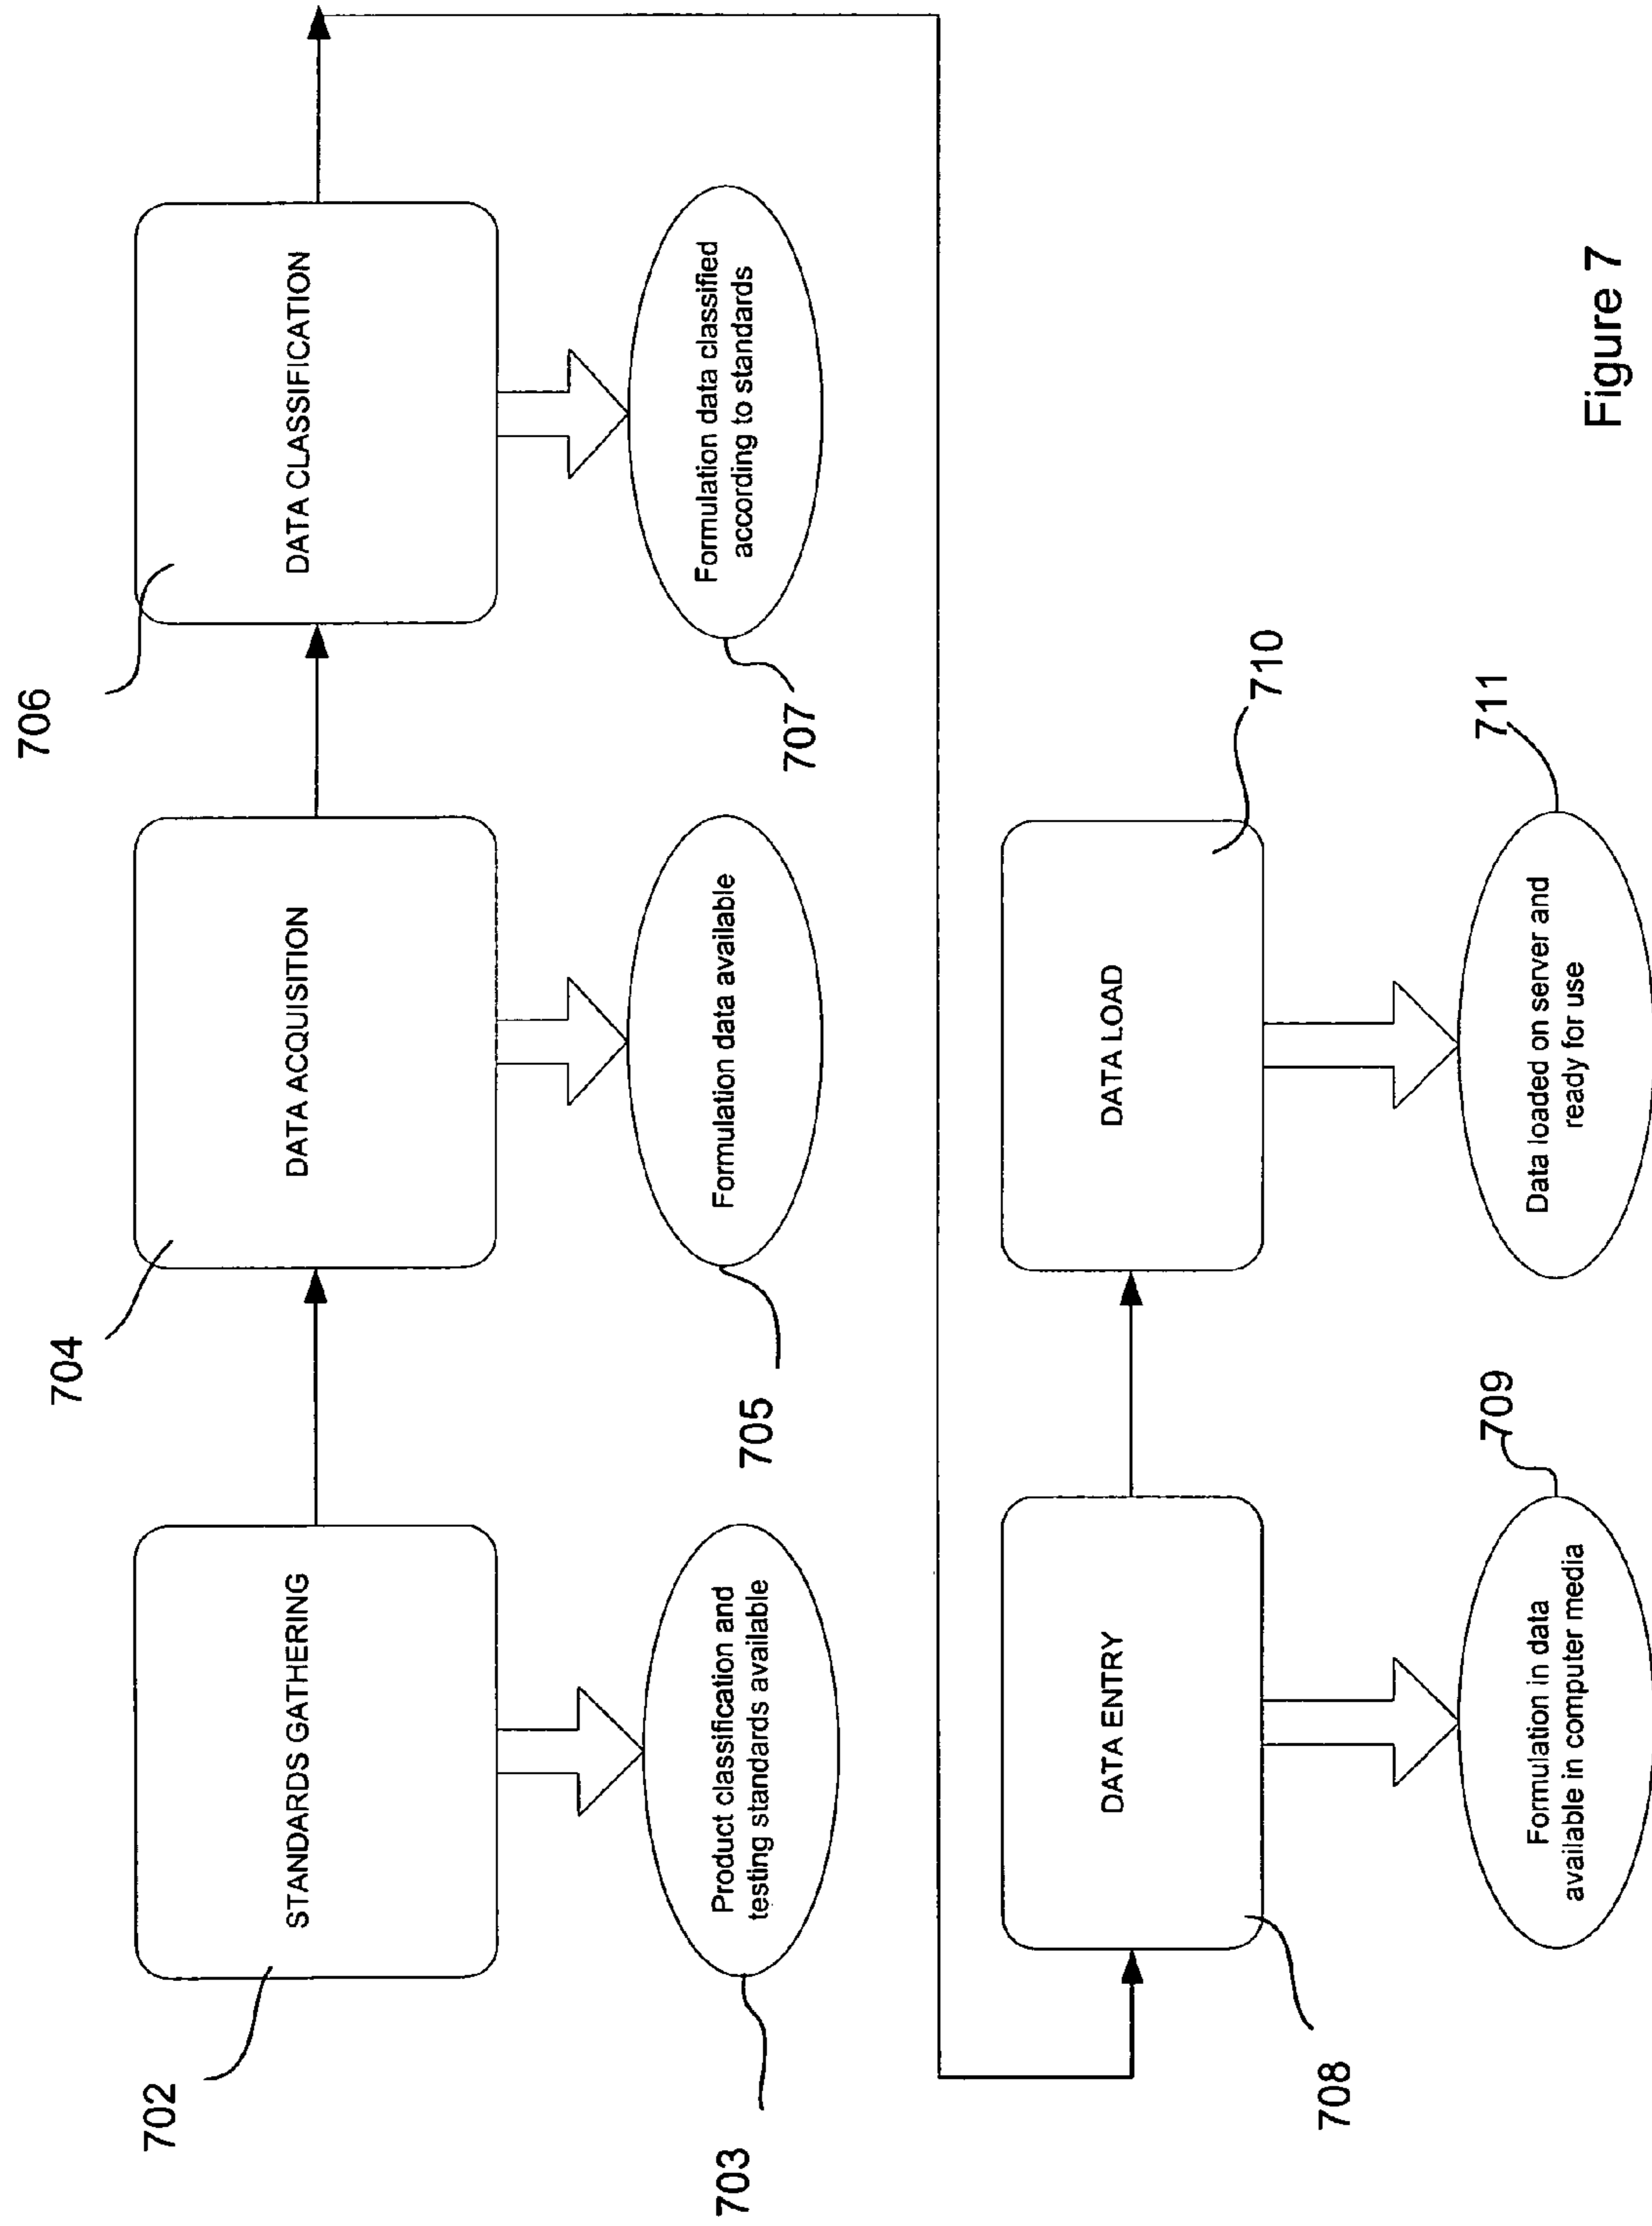 702
STANDARDS GATHERING
703
Product classification and
testing standards available
704
DATA ACQUISITION
705
Formulation data available
706
DATA CLASSIFICATION
707
Formulation data classified
according to standards
708
DATA ENTRY
709
Formulation in data
available in computer media
710
DATA LOAD
711
Data loaded on server and
ready for use
Figure 7